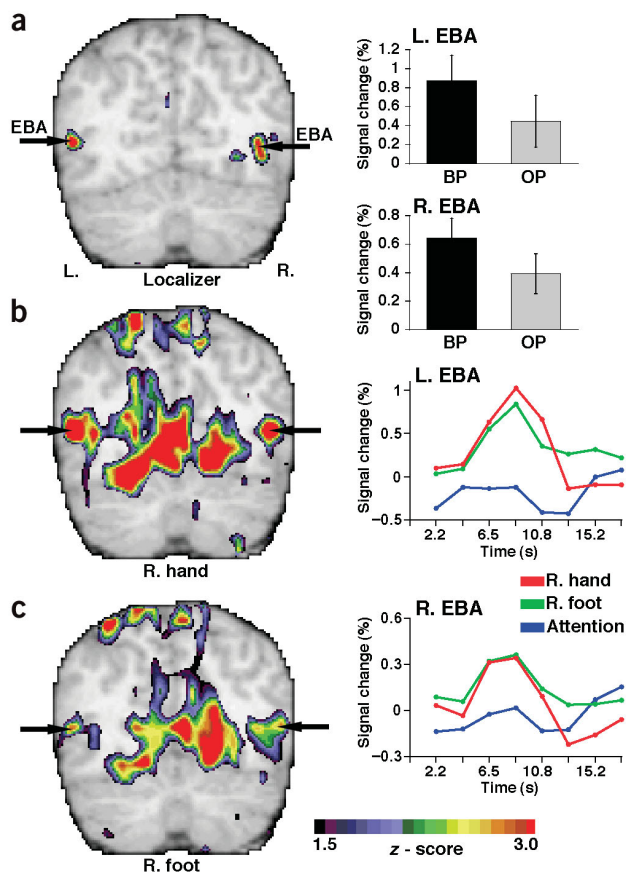 a
EBA
EBA
L.
Localizer
R.
L. EBA
Signal change (%)
1.2
1
0.8
0.6
0.4
0.2
0
BP
OP
R. EBA
Signal change (%)
0.8
0.6
0.4
0.2
0
BP
OP
b
R. hand
L. EBA
Signal change (%)
1
0.5
0
−0.5
2.2
6.5
10.8
15.2
Time (s)
R. hand
R. foot
Attention
c
R. foot
R. EBA
Signal change (%)
0.6
0.3
0
−0.3
2.2
6.5
10.8
15.2
Time (s)
1.5
z - score
3.0